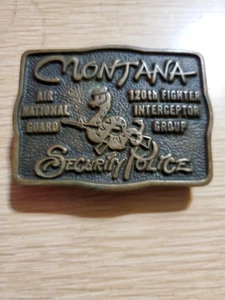 MONTANA
AIR
NATIONAL
GUARD
120th FIGHTER
INTERCEPTOR
GROUP
SECURITY POLICE